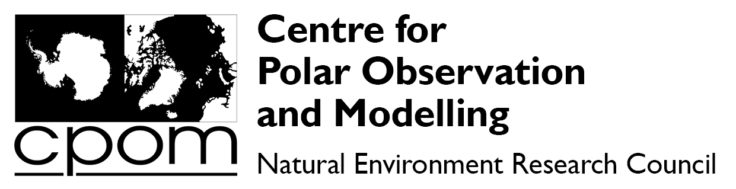 cpom
Centre for
Polar Observation
and Modelling
Natural Environment Research Council